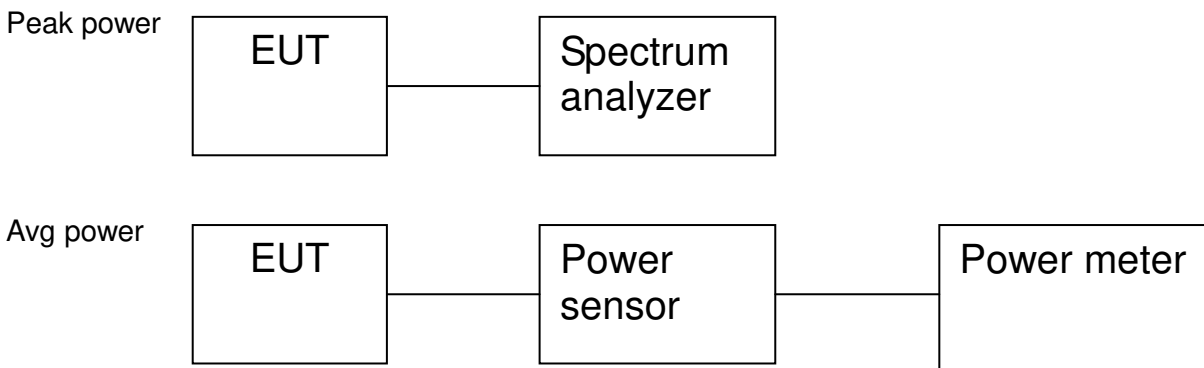 Peak power
EUT
Spectrum
analyzer
Avg power
EUT
Power
sensor
Power meter